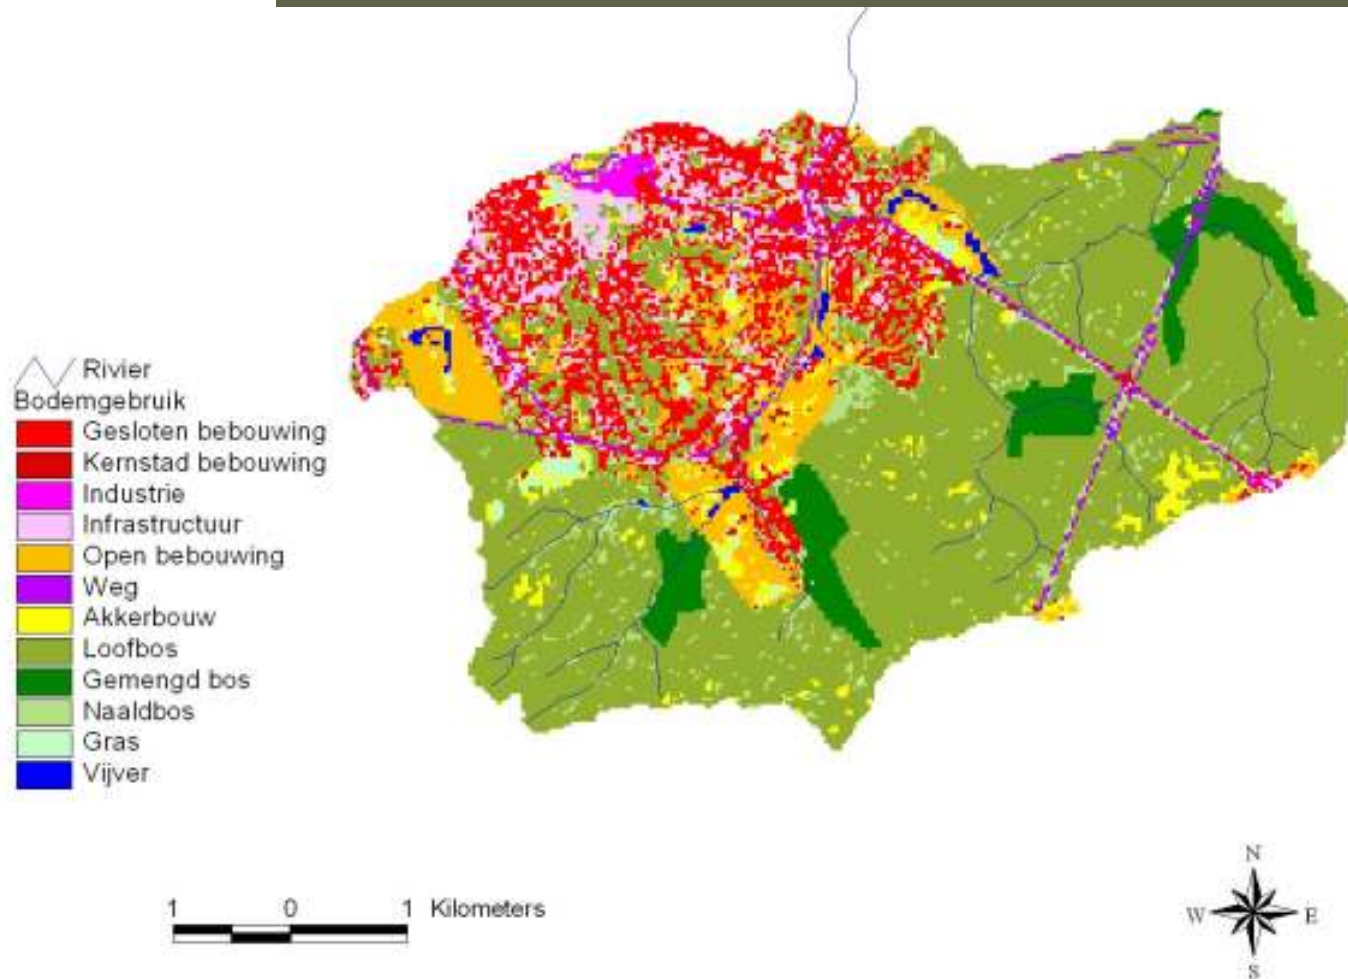 Rivier
Bodemgebruik
Gesloten bebouwing
Kernstad bebouwing
Industrie
Infrastructuur
Open bebouwing
Weg
Akkerbouw
Loofbos
Gemengd bos
Naaldbos
Gras
Vijver
1 0 1 Kilometers
N
W E
S